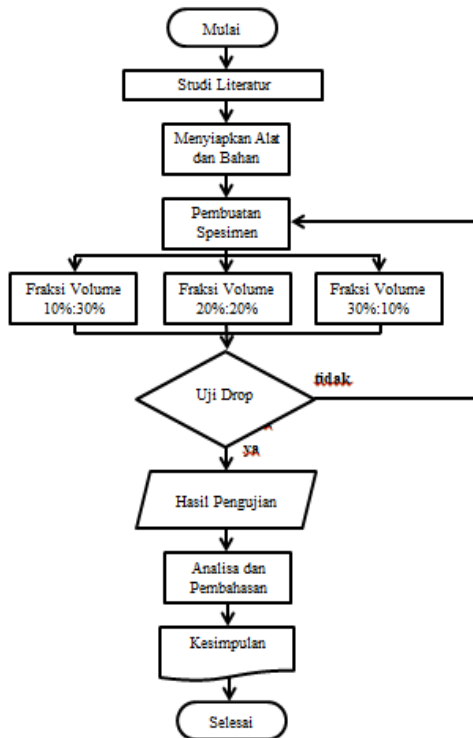 Mulai
Studi Literatur
Menyiapkan Alat
dan Bahan
Pembuatan
Spesimen
Fraksi Volume
10%:30%
Fraksi Volume
20%:20%
Fraksi Volume
30%:10%
Uji Drop
tidak
ya
Hasil Pengujian
Analisa dan
Pembahasan
Kesimpulan
Selesai